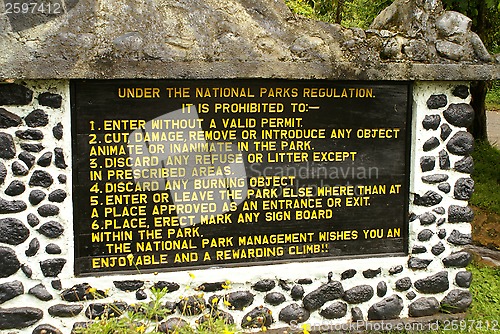 2597412
UNDER THE NATIONAL PARKS REGULATION.
IT IS PROHIBITED TO:—
1. ENTER WITHOUT A VALID PERMIT.
2. CUT, DAMAGE, REMOVE OR INTRODUCE ANY OBJECT
ANIMATE OR INANIMATE IN THE PARK.
3. DISCARD ANY REFUSE OR LITTER EXCEPT
IN PRESCRIBED AREAS.
4. DISCARD ANY BURNING OBJECT
5. ENTER OR LEAVE THE PARK ELSE WHERE THAN AT
A PLACE APPROVED AS AN ENTRANCE OR EXIT.
6. PLACE, ERECT, MARK ANY SIGN BOARD
WITHIN THE PARK.
THE NATIONAL PARK MANAGEMENT WISHES YOU AN
ENJOYABLE AND A REWARDING CLIMB!!
2597412